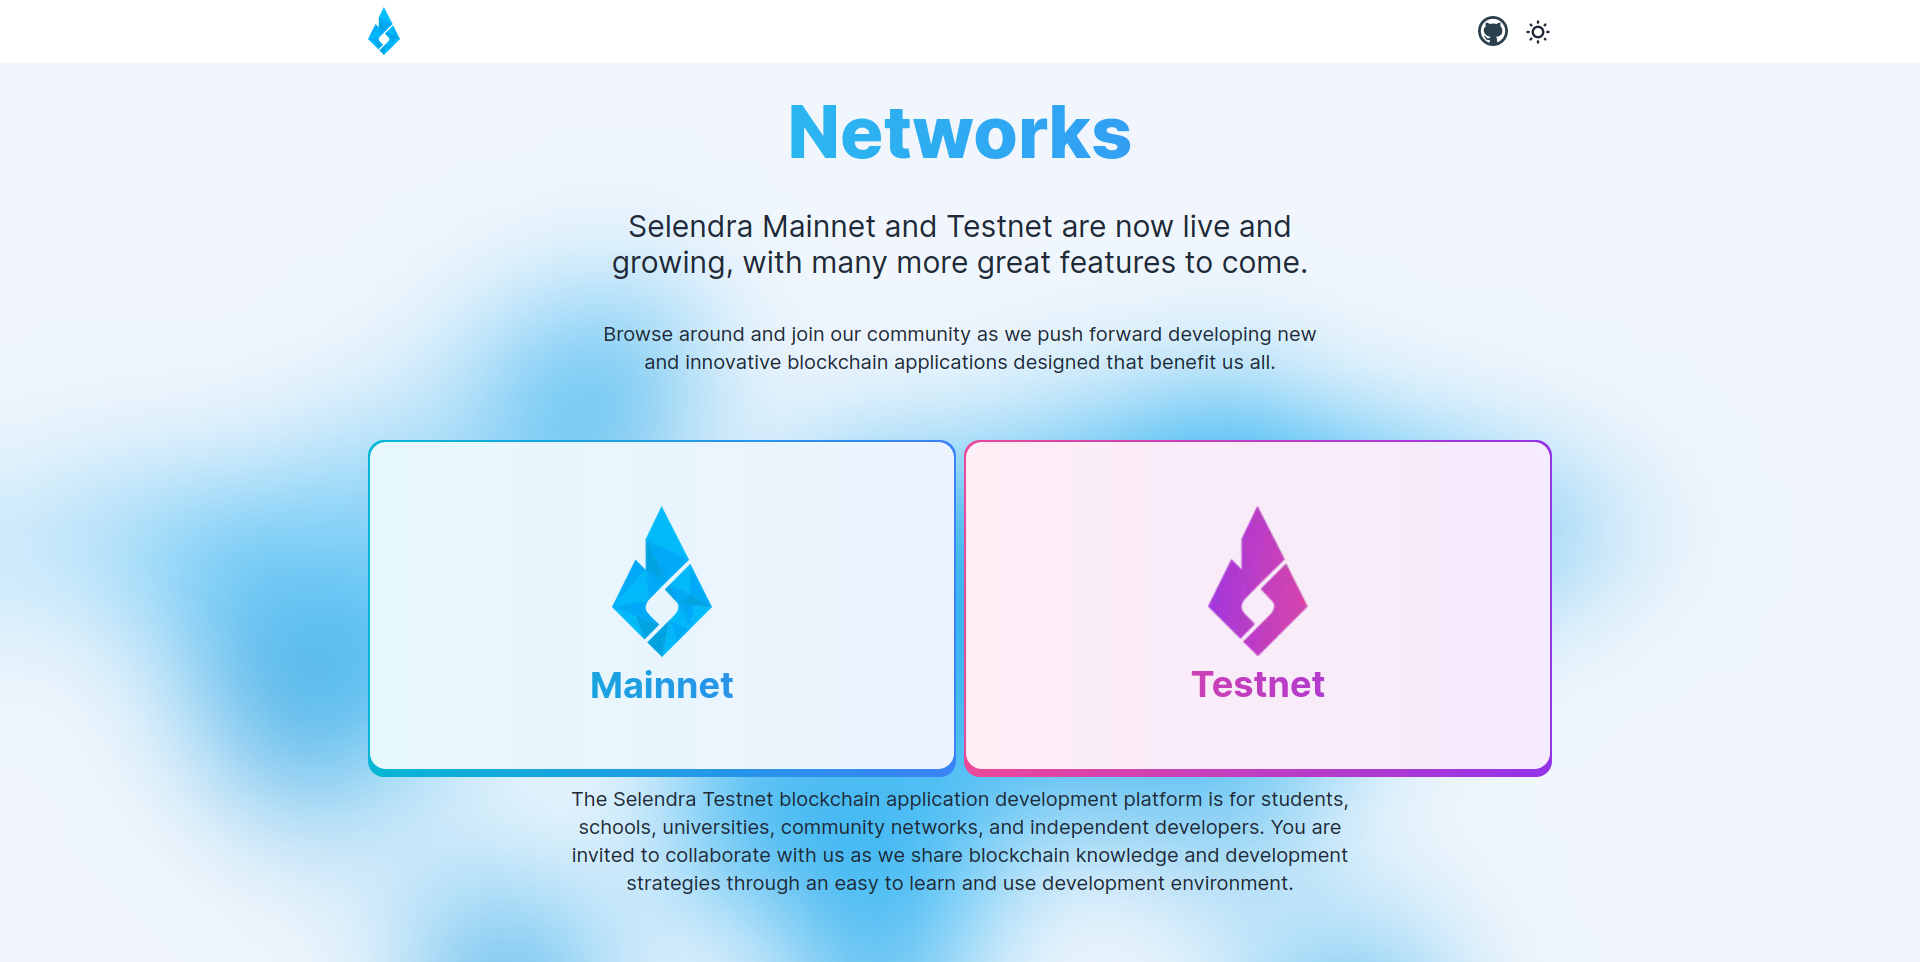 Networks
Selendra Mainnet and Testnet are now live and
growing, with many more great features to come.
Browse around and join our community as we push forward developing new
and innovative blockchain applications designed that benefit us all.
Mainnet
Testnet
The Selendra Testnet blockchain application development platform is for students,
schools, universities, community networks, and independent developers. You are
invited to collaborate with us as we share blockchain knowledge and development
strategies through an easy to learn and use development environment.